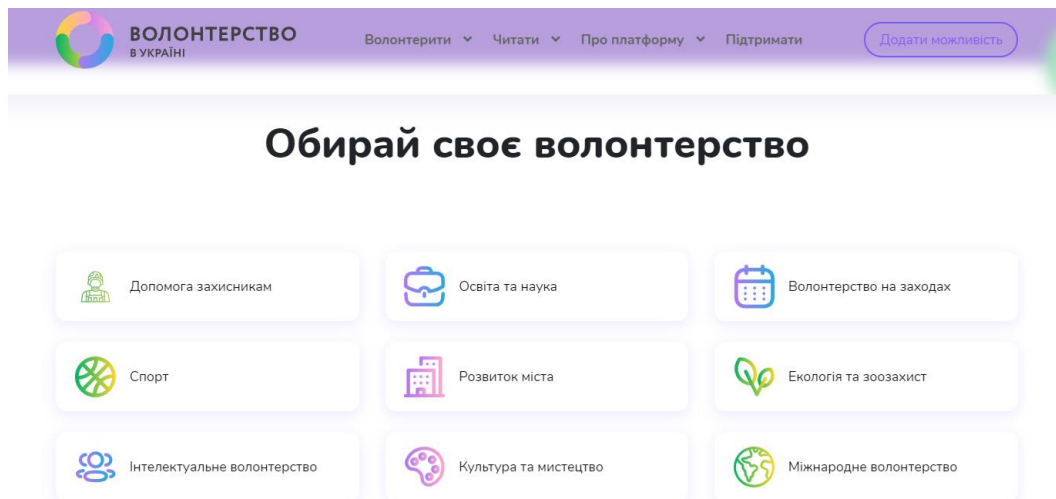 ВОЛОНТЕРСТВО
В УКРАЇНІ
Волонтерити Читати Про платформу Підтримати Додати можливість
Обирай своє волонтерство
Допомога захисникам
Освіта та наука
Волонтерство на заходах
Спорт
Розвиток міста
Екологія та зоозахист
Інтелектуальне волонтерство
Культура та мистецтво
Міжнародне волонтерство